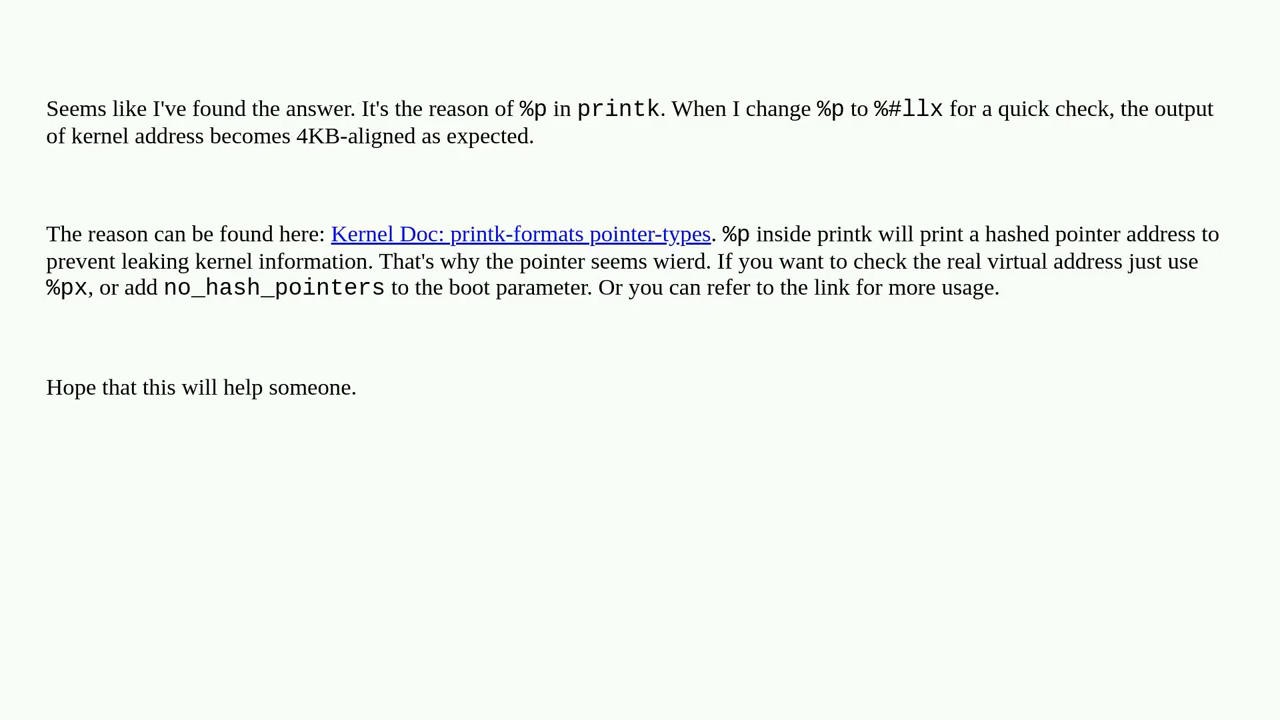 Seems like I've found the answer. It's the reason of %p in printk. When I change %p to %#llx for a quick check, the output
of kernel address becomes 4KB-aligned as expected.
The reason can be found here: Kernel Doc: printk-formats pointer-types. %p inside printk will print a hashed pointer address to
prevent leaking kernel information. That's why the pointer seems wierd. If you want to check the real virtual address just use
%px, or add no_hash_pointers to the boot parameter. Or you can refer to the link for more usage.
Hope that this will help someone.